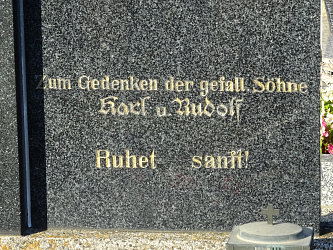 Zum Gedenken der gefall. Söhne
Karl u. Rudolf
Ruhet sanft!